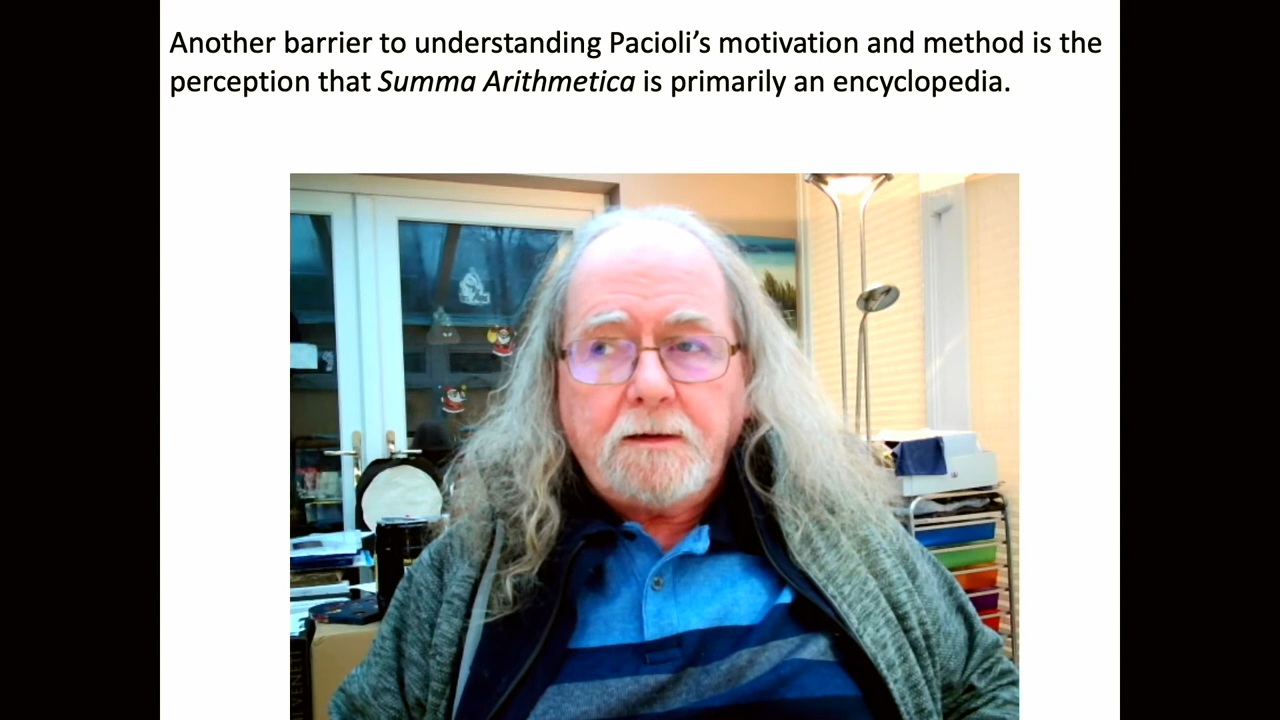 Another barrier to understanding Pacioli’s motivation and method is the
perception that Summa Arithmetica is primarily an encyclopedia.